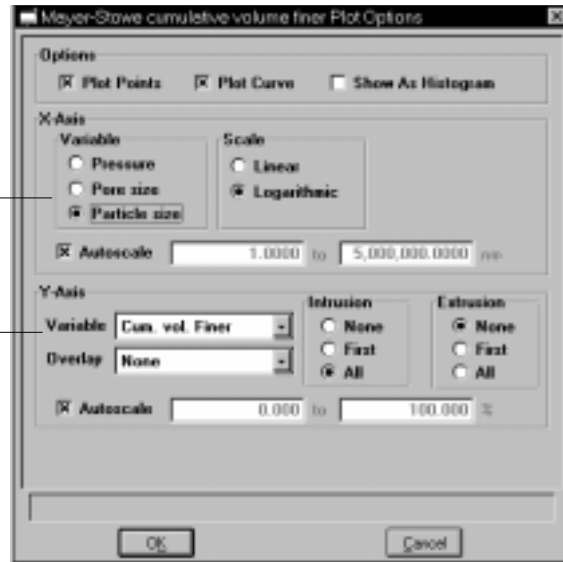 Mayer-Stowe cumulative volume finer Plot Options
Options
Plot Points Plot Curve Show As Histogram
X-Axis
Variable Scale
Pressure Linear
Pore size Logarithmic
Particle size
Autoscale 1.0000 to 5,000,000.0000 nm
Y-Axis
Intrusion Extrusion
Variable Cum. vol. Finer None None
First First
Overlap None All All
Autoscale 0.000 to 100.000 %
OK Cancel